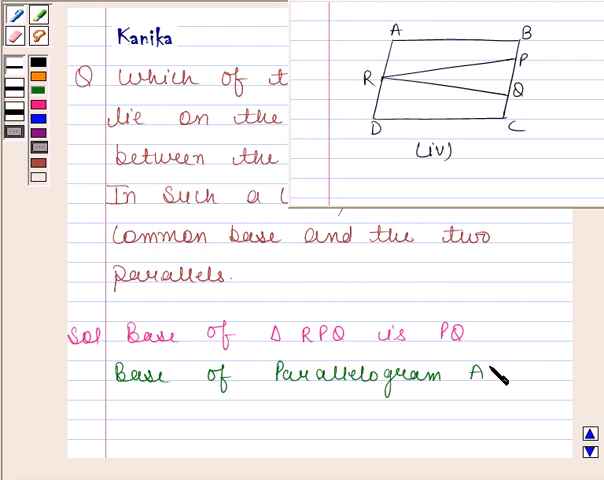 Kanika
Q Which of t
lie on the
between the
In such a
common base and the two
parallels.
Sol Base of Δ RPQ is PQ
Base of Parallelogram A
A
B
P
R
Q
D
C
(iv)